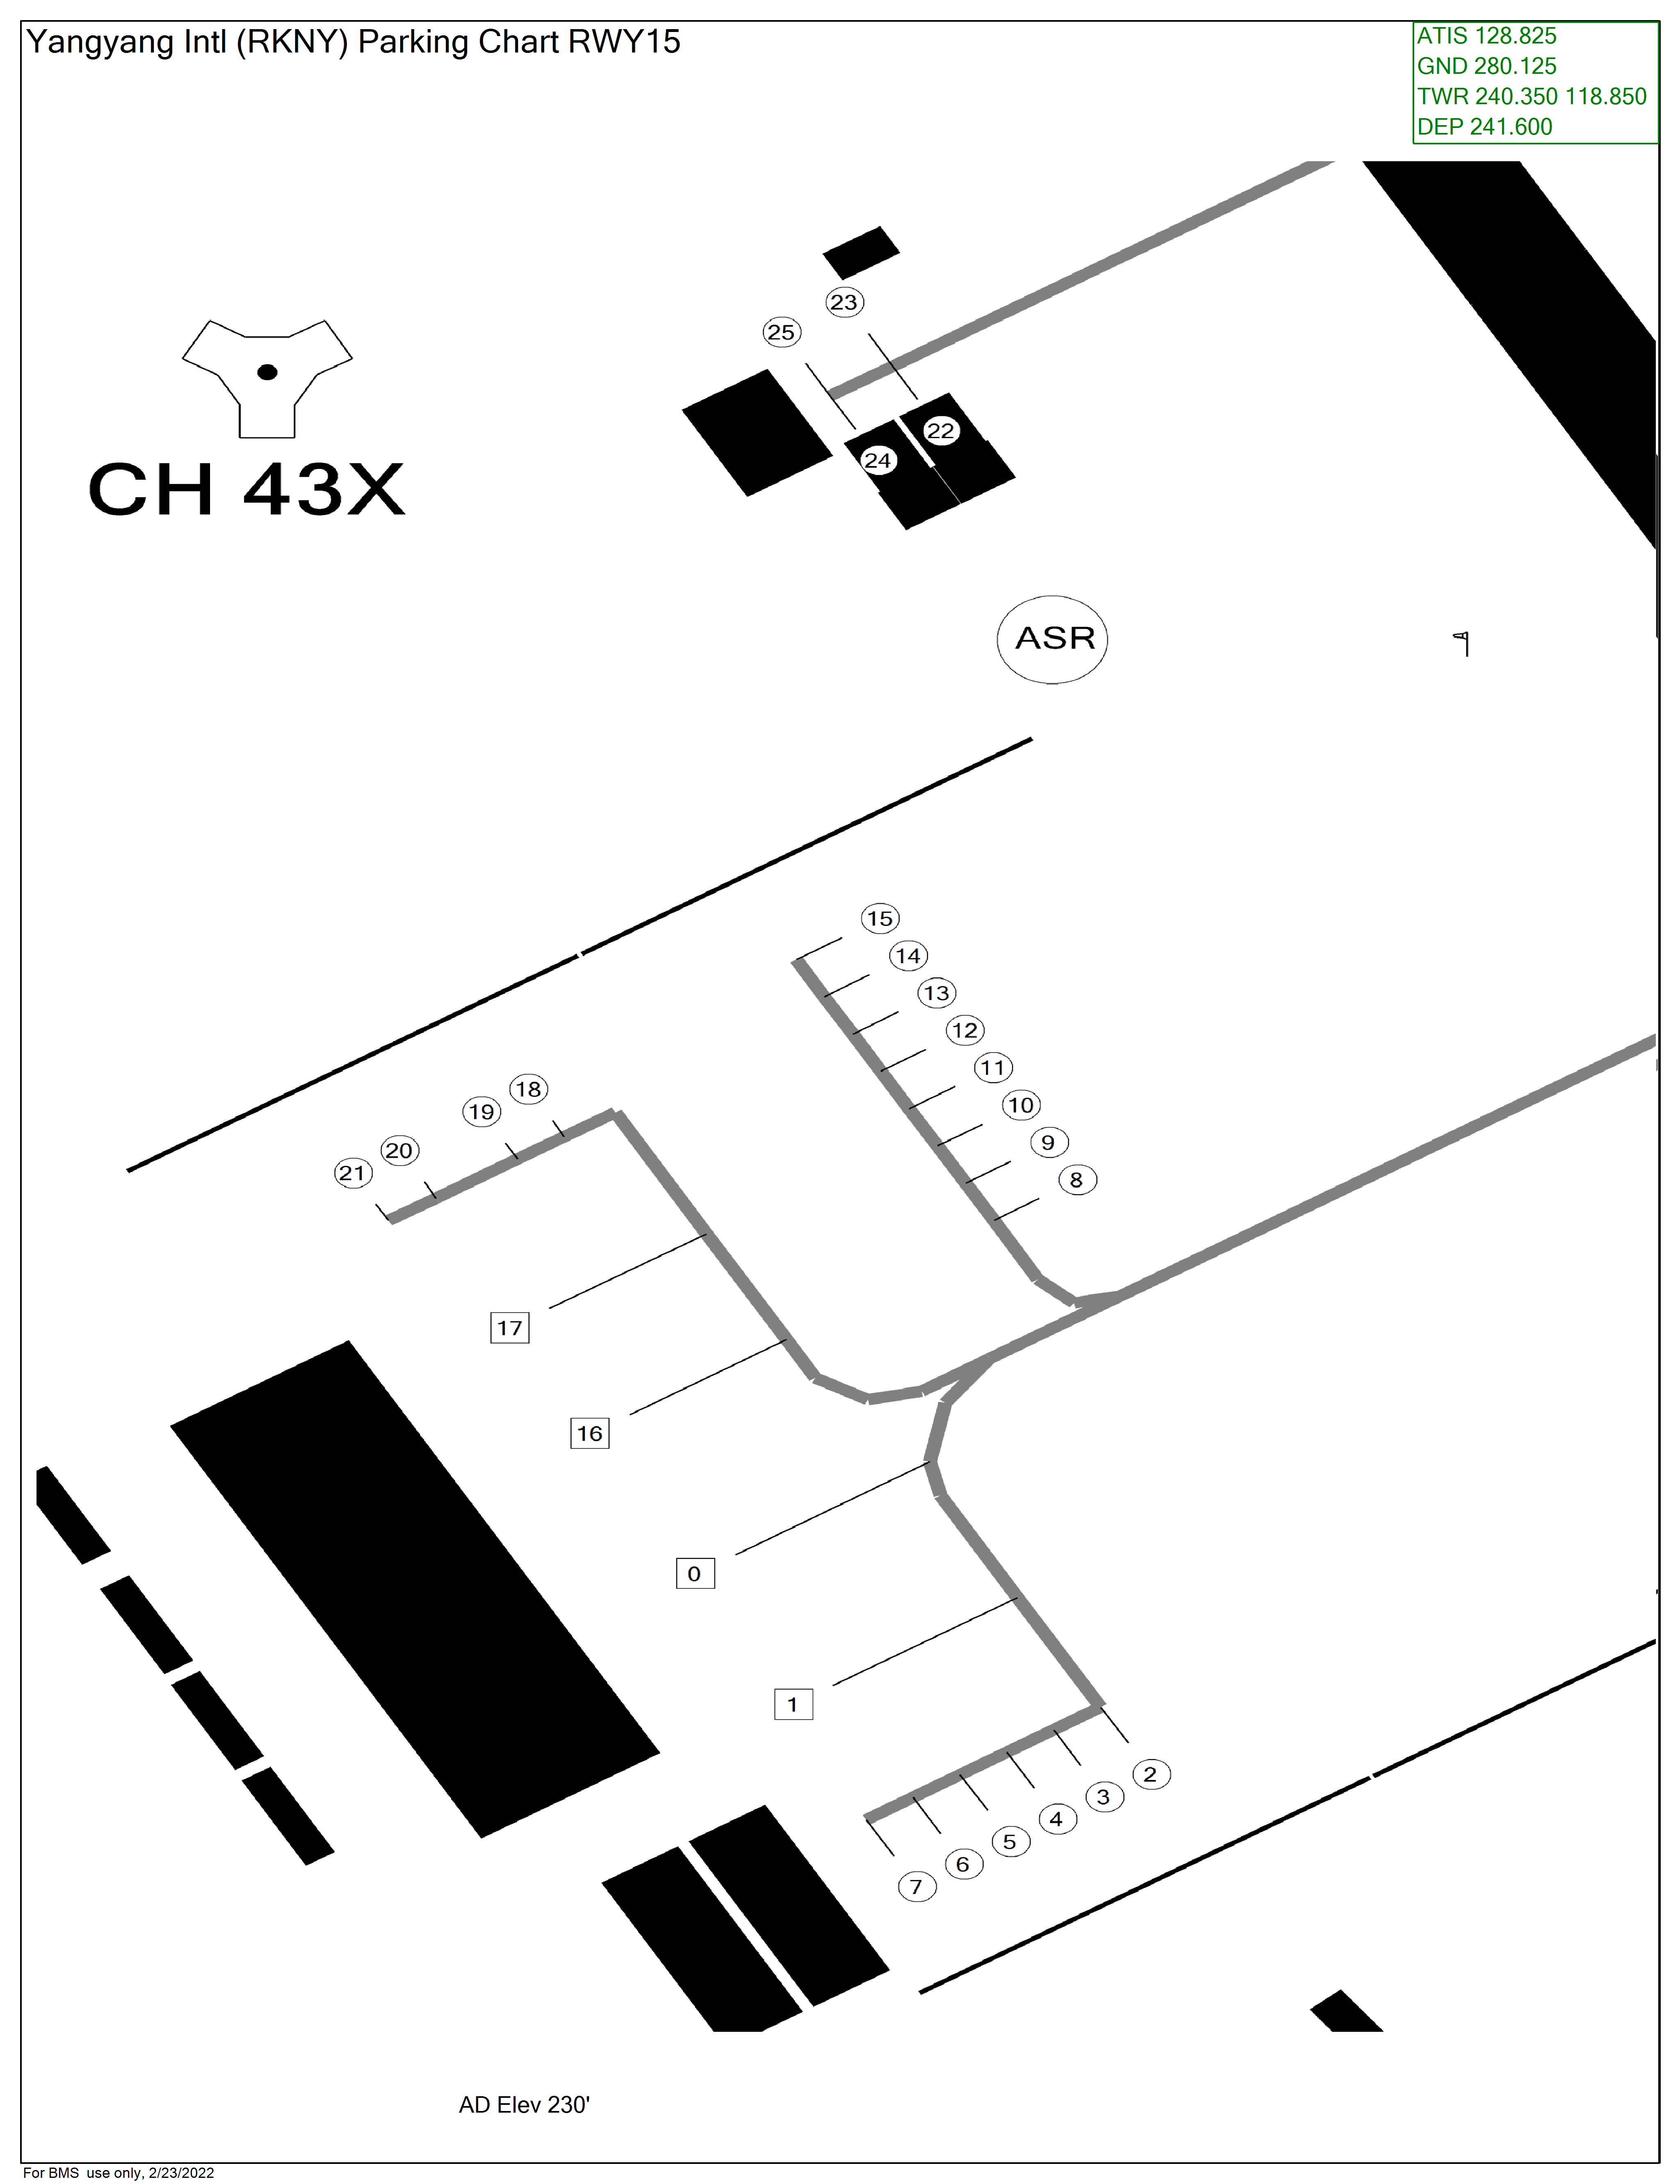 Yangyang Intl (RKNY) Parking Chart RWY15
ATIS 128.825
GND 280.125
TWR 240.350 118.850
DEP 241.600
23
25
22
24
CH 43X
ASR
15
14
13
12
11
10
9
8
18
19
20
21
17
16
0
1
2
3
4
5
6
7
AD Elev 230'
For BMS use only, 2/23/2022